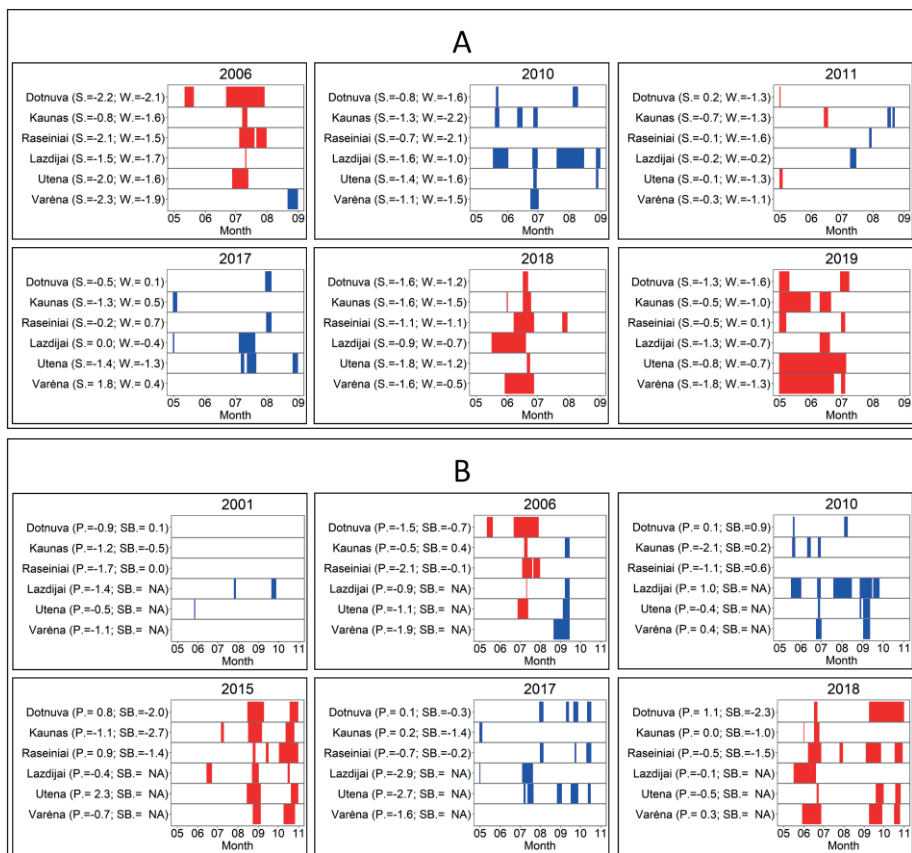 A
2006
Dotnuva (S.=-2.2; W.=-2.1)
Kaunas (S.=-0.8; W.=-1.6)
Raseiniai (S.=-2.1; W.=-1.5)
Lazdijai (S.=-1.5; W.=-1.7)
Utena (S.=-2.0; W.=-1.6)
Varėna (S.=-2.3; W.=-1.9)
05 06 07 08 09
Month
2010
Dotnuva (S.=-0.8; W.=-1.6)
Kaunas (S.=-1.3; W.=-2.2)
Raseiniai (S.=-0.7; W.=-2.1)
Lazdijai (S.=-1.6; W.=-1.0)
Utena (S.=-1.4; W.=-1.6)
Varėna (S.=-1.1; W.=-1.5)
05 06 07 08 09
Month
2011
Dotnuva (S.= 0.2; W.=-1.3)
Kaunas (S.=-0.7; W.=-1.3)
Raseiniai (S.=-0.1; W.=-1.6)
Lazdijai (S.=-0.2; W.=-0.2)
Utena (S.=-0.1; W.=-1.3)
Varėna (S.=-0.3; W.=-1.1)
05 06 07 08 09
Month
2017
Dotnuva (S.=-0.5; W.= 0.1)
Kaunas (S.=-1.3; W.= 0.5)
Raseiniai (S.=-0.2; W.= 0.7)
Lazdijai (S.= 0.0; W.=-0.4)
Utena (S.=-1.4; W.=-1.3)
Varėna (S.= 1.8; W.= 0.4)
05 06 07 08 09
Month
2018
Dotnuva (S.=-1.6; W.=-1.2)
Kaunas (S.=-1.6; W.=-1.5)
Raseiniai (S.=-1.1; W.=-1.1)
Lazdijai (S.=-0.9; W.=-0.7)
Utena (S.=-1.8; W.=-1.2)
Varėna (S.=-1.6; W.=-0.5)
05 06 07 08 09
Month
2019
Dotnuva (S.=-1.3; W.=-1.6)
Kaunas (S.=-0.5; W.=-1.0)
Raseiniai (S.=-0.5; W.= 0.1)
Lazdijai (S.=-1.3; W.=-0.7)
Utena (S.=-0.8; W.=-0.7)
Varėna (S.=-1.8; W.=-1.3)
05 06 07 08 09
Month
B
2001
Dotnuva (P.=-0.9; SB.= 0.1)
Kaunas (P.=-1.2; SB.=-0.5)
Raseiniai (P.=-1.7; SB.= 0.0)
Lazdijai (P.=-1.4; SB.= NA)
Utena (P.=-0.5; SB.= NA)
Varėna (P.=-1.1; SB.= NA)
05 06 07 08 09 10 11
Month
2006
Dotnuva (P.=-1.5; SB.=-0.7)
Kaunas (P.=-0.5; SB.= 0.4)
Raseiniai (P.=-2.1; SB.=-0.1)
Lazdijai (P.=-0.9; SB.= NA)
Utena (P.=-1.1; SB.= NA)
Varėna (P.=-1.9; SB.= NA)
05 06 07 08 09 10 11
Month
2010
Dotnuva (P.= 0.1; SB.=0.9)
Kaunas (P.=-2.1; SB.=0.2)
Raseiniai (P.=-1.1; SB.=0.6)
Lazdijai (P.= 1.0; SB.=NA)
Utena (P.=-0.4; SB.=NA)
Varėna (P.= 0.4; SB.=NA)
05 06 07 08 09 10 11
Month
2015
Dotnuva (P.= 0.8; SB.=-2.0)
Kaunas (P.=-1.1; SB.=-2.7)
Raseiniai (P.= 0.9; SB.=-1.4)
Lazdijai (P.=-0.4; SB.= NA)
Utena (P.= 2.3; SB.= NA)
Varėna (P.=-0.7; SB.= NA)
05 06 07 08 09 10 11
Month
2017
Dotnuva (P.= 0.1; SB.=-0.3)
Kaunas (P.= 0.2; SB.=-1.4)
Raseiniai (P.=-0.7; SB.=-0.2)
Lazdijai (P.=-2.9; SB.= NA)
Utena (P.=-2.7; SB.= NA)
Varėna (P.=-1.6; SB.= NA)
05 06 07 08 09 10 11
Month
2018
Dotnuva (P.= 1.1; SB.=-2.3)
Kaunas (P.= 0.0; SB.=-1.0)
Raseiniai (P.=-0.5; SB.=-1.5)
Lazdijai (P.=-0.1; SB.= NA)
Utena (P.=-0.5; SB.= NA)
Varėna (P.= 0.3; SB.= NA)
05 06 07 08 09 10 11
Month